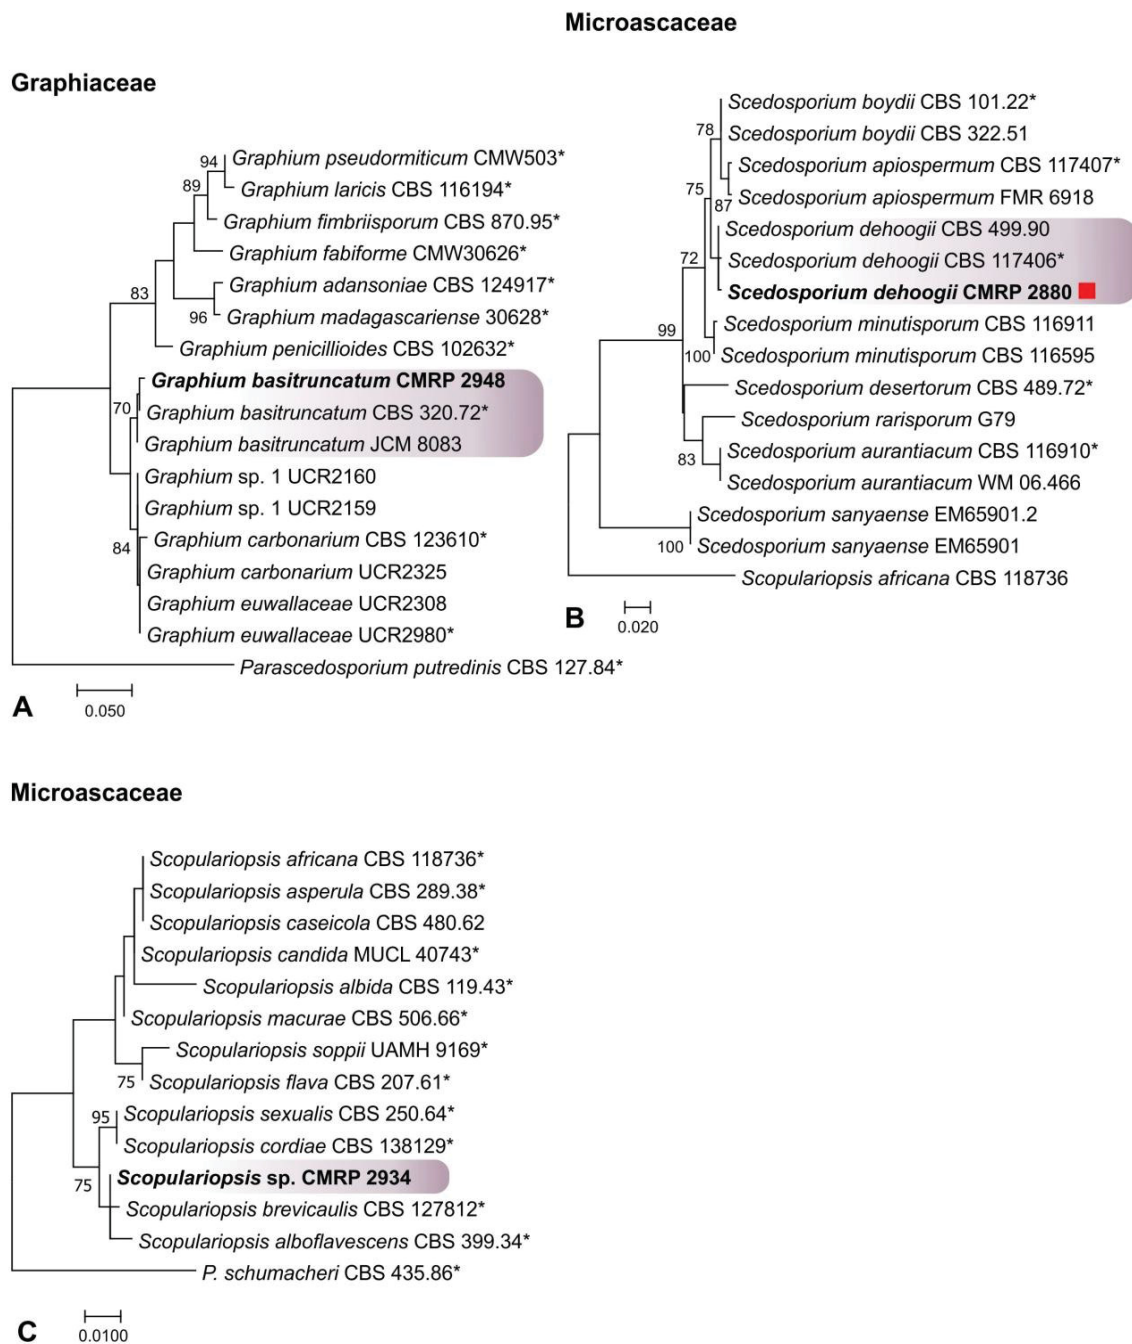 Graphiaceae
94
Graphium pseudormiticum CMW503*
Graphium laricis CBS 116194*
89
Graphium fimbriisporum CBS 870.95*
Graphium fabiforme CMW30626*
Graphium adansoniae CBS 124917*
83
96
Graphium madagascariense 30628*
Graphium penicillioides CBS 102632*
Graphium basitruncatum CMRP 2948
70
Graphium basitruncatum CBS 320.72*
Graphium basitruncatum JCM 8083
Graphium sp. 1 UCR2160
Graphium sp. 1 UCR2159
Graphium carbonarium CBS 123610*
84
Graphium carbonarium UCR2325
Graphium euwallaceae UCR2308
Graphium euwallaceae UCR2980*
Parascedosporium putredinis CBS 127.84*
A
0.050
Microascaceae
Scedosporium boydii CBS 101.22*
78
Scedosporium boydii CBS 322.51
Scedosporium apiospermum CBS 117407*
75
87
Scedosporium apiospermum FMR 6918
Scedosporium dehoogii CBS 499.90
72
Scedosporium dehoogii CBS 117406*
Scedosporium dehoogii CMRP 2880
99
Scedosporium minutisporum CBS 116911
100
Scedosporium minutisporum CBS 116595
Scedosporium desertorum CBS 489.72*
Scedosporium rarisporum G79
Scedosporium aurantiacum CBS 116910*
83
Scedosporium aurantiacum WM 06.466
Scedosporium sanyaense EM65901.2
100
Scedosporium sanyaense EM65901
Scopulariopsis africana CBS 118736
B
0.020
Microascaceae
Scopulariopsis africana CBS 118736*
Scopulariopsis asperula CBS 289.38*
Scopulariopsis caseicola CBS 480.62
Scopulariopsis candida MUCL 40743*
Scopulariopsis albida CBS 119.43*
Scopulariopsis macurae CBS 506.66*
Scopulariopsis soppii UAMH 9169*
75
Scopulariopsis flava CBS 207.61*
95
Scopulariopsis sexualis CBS 250.64*
Scopulariopsis cordiae CBS 138129*
75
Scopulariopsis sp. CMRP 2934
Scopulariopsis brevicaulis CBS 127812*
Scopulariopsis alboflavescens CBS 399.34*
P. schumacheri CBS 435.86*
C
0.0100